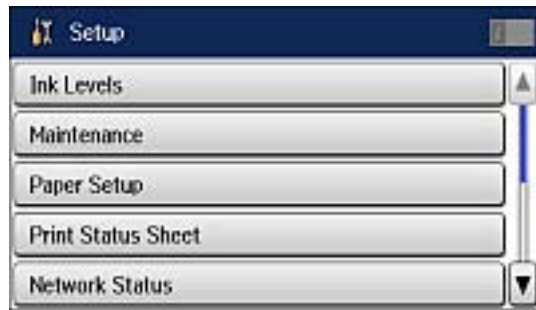 Setup
Ink Levels
Maintenance
Paper Setup
Print Status Sheet
Network Status